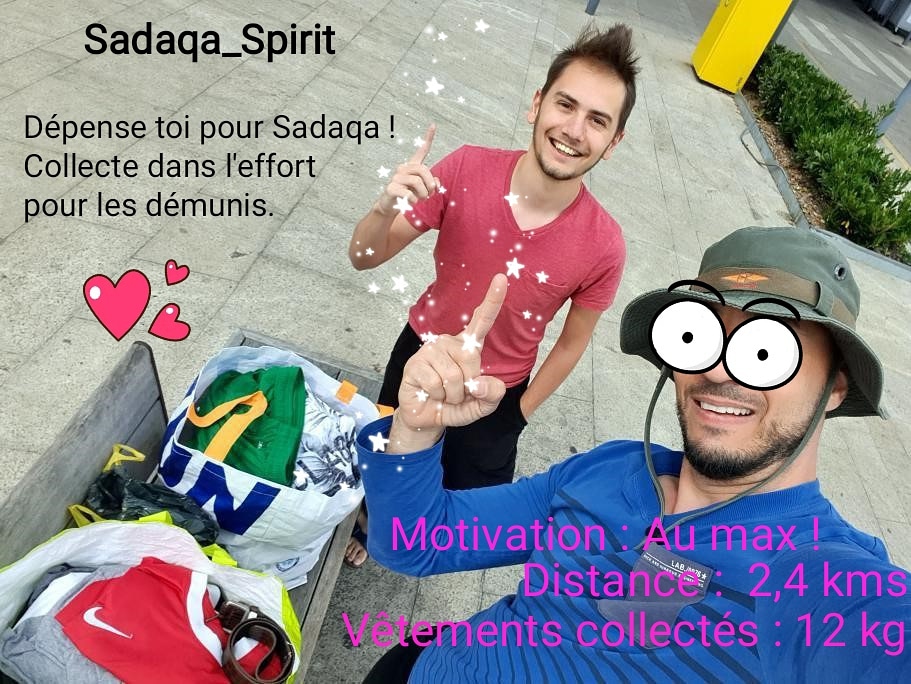 Sadaqa_Spirit
Dépense toi pour Sadaqa !
Collecte dans l'effort
pour les démunis.
Motivation : Au max !
LAB
Distance : 2,4 kms
Vêtements collectés : 12 kg